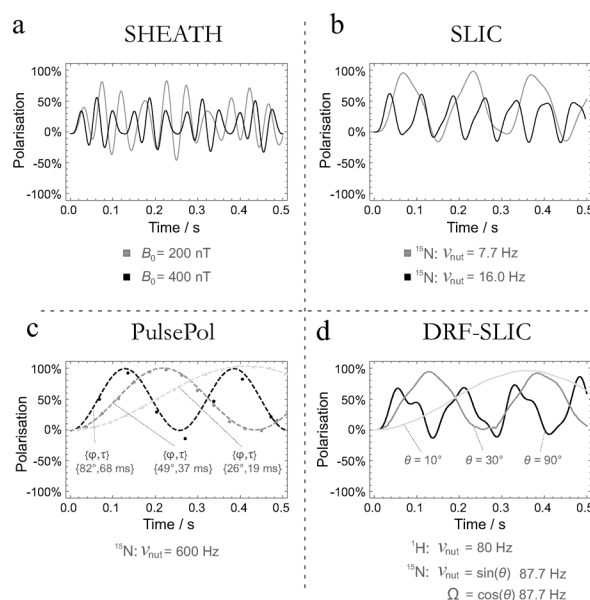 a
SHEATH
100%
50%
0%
-50%
-100%
Polarisation
0.0 0.1 0.2 0.3 0.4 0.5
Time / s
B0 = 200 nT
B0 = 400 nT
b
SLIC
100%
50%
0%
-50%
-100%
Polarisation
0.0 0.1 0.2 0.3 0.4 0.5
Time / s
¹⁵N: νnut = 7.7 Hz
¹⁵N: νnut = 16.0 Hz
c
PulsePol
100%
50%
0%
-50%
-100%
Polarisation
{φ,τ} {φ,τ} {φ,τ}
{82°,68 ms} {49°,37 ms} {26°,19 ms}
0.0 0.1 0.2 0.3 0.4 0.5
Time / s
¹⁵N: νnut = 600 Hz
d
DRF-SLIC
100%
50%
0%
-50%
-100%
Polarisation
θ = 10° θ = 30° θ = 90°
0.0 0.1 0.2 0.3 0.4 0.5
Time / s
¹H: νnut = 80 Hz
¹⁵N: νnut = sin(θ) 87.7 Hz
Ω = cos(θ) 87.7 Hz